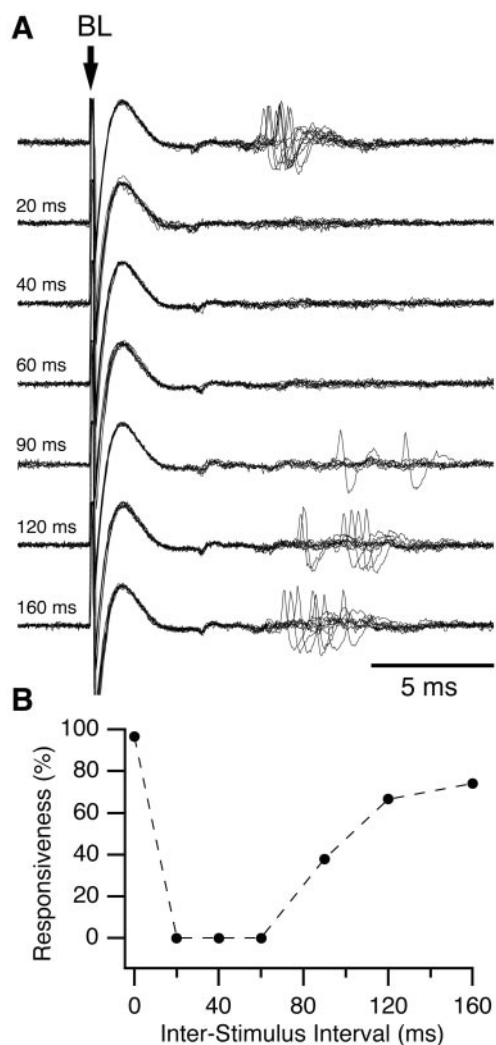 A
BL
20 ms
40 ms
60 ms
90 ms
120 ms
160 ms
5 ms
B
100
80
60
40
20
0
Responsiveness (%)
0 40 80 120 160
Inter-Stimulus Interval (ms)